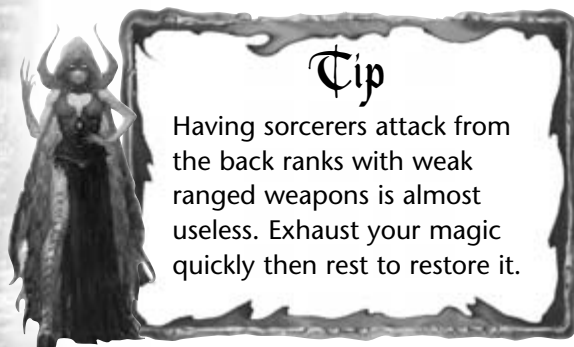 Tip
Having sorcerers attack from
the back ranks with weak
ranged weapons is almost
useless. Exhaust your magic
quickly then rest to restore it.